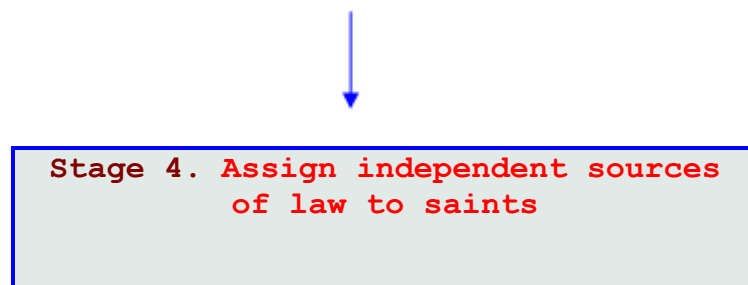 Stage 4. Assign independent sources
of law to saints